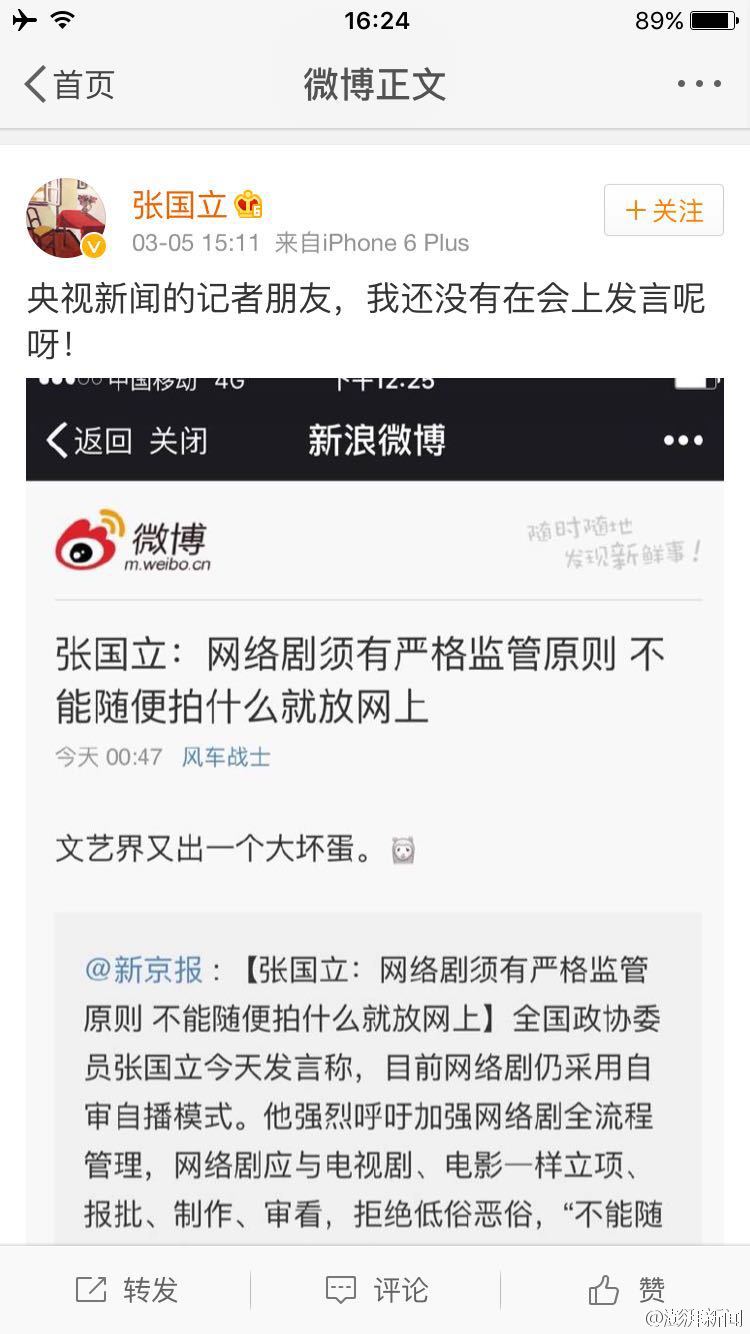 16:24
89%
首页
微博正文
张国立
+关注
03-05 15:11 来自iPhone 6 Plus
央视新闻的记者朋友，我还没有在会上发言呢
呀！
中国移动 4G 下午12:25
返回 关闭 新浪微博
微博
m.weibo.cn
随时随地
发现新鲜事！
张国立：网络剧须有严格监管原则 不
能随便拍什么就放网上
今天 00:47 风车战士
文艺界又出一个大坏蛋。
@新京报：【张国立：网络剧须有严格监管
原则 不能随便拍什么就放网上】全国政协委
员张国立今天发言称，目前网络剧仍采用自
审自播模式。他强烈呼吁加强网络剧全流程
管理，网络剧应与电视剧、电影一样立项、
报批、制作、审看，拒绝低俗恶俗，“不能随
转发 评论 赞
@澎湃新闻